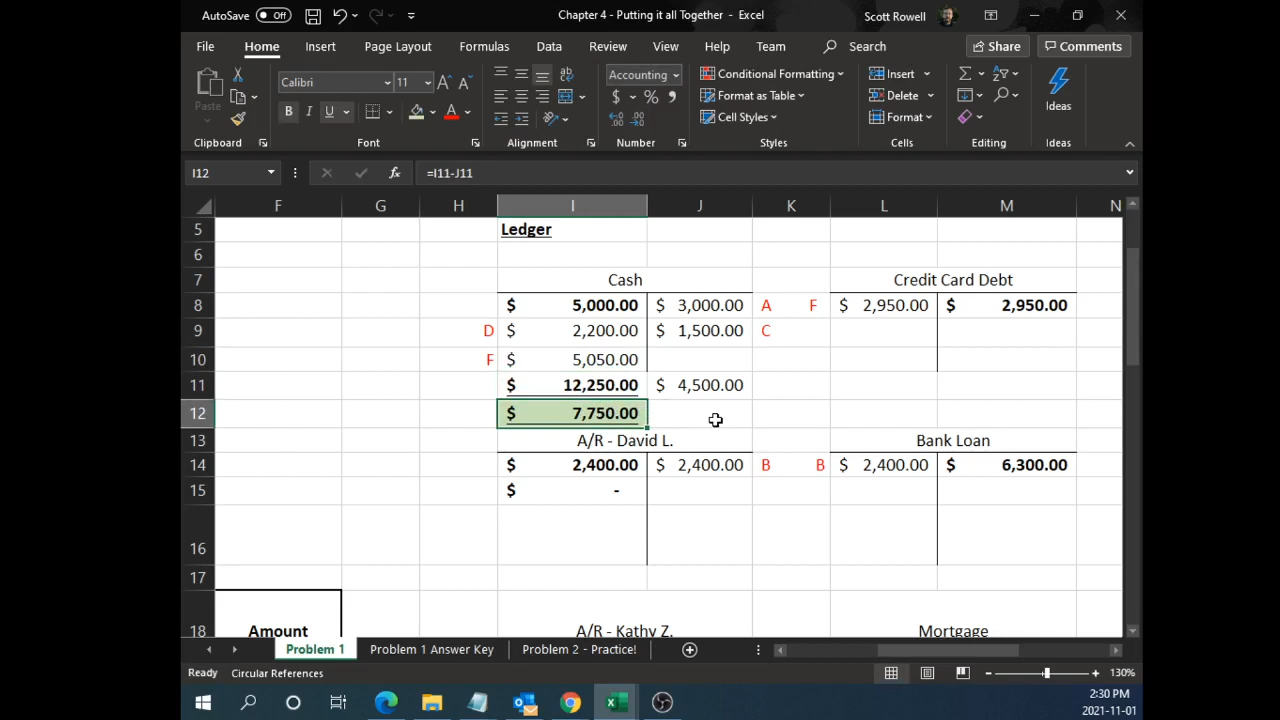 AutoSave Off Chapter 4 - Putting it all Together - Excel Scott Rowell
File Home Insert Page Layout Formulas Data Review View Help Team Search Share Comments
Calibri 11 A A ab Accounting Conditional Formatting Insert
Paste B I U A $ % 9 Format as Table Delete Ideas
Cell Styles Format
Clipboard Font Alignment Number Styles Cells Editing Ideas
I12 fx =I11-J11
F G H I J K L M N
5 Ledger
6
7 Cash Credit Card Debt
8 $ 5,000.00 $ 3,000.00 A F $ 2,950.00 $ 2,950.00
9 D $ 2,200.00 $ 1,500.00 C
10 F $ 5,050.00
11 $ 12,250.00 $ 4,500.00
12 $ 7,750.00
13 A/R - David L. Bank Loan
14 $ 2,400.00 $ 2,400.00 B B $ 2,400.00 $ 6,300.00
15 $ -
16
17
18 Amount A/R - Kathy Z. Mortgage
Problem 1 Problem 1 Answer Key Problem 2 - Practice!
Ready Circular References 130%
2:30 PM
2021-11-01